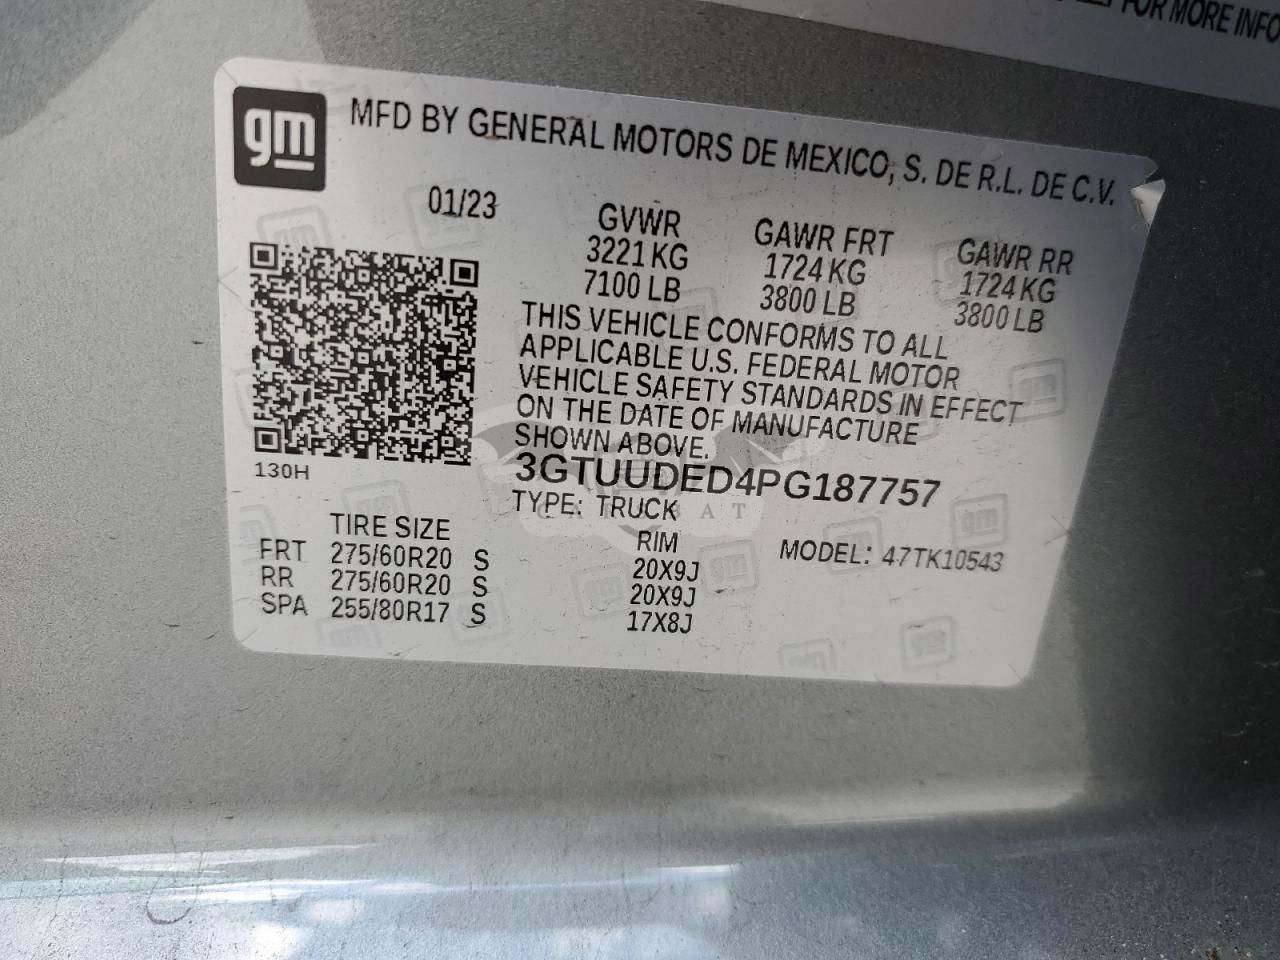 FOR MORE INFO
gm
MFD BY GENERAL MOTORS DE MEXICO, S. DE R.L. DE C.V.
01/23
GVWR GAWR FRT GAWR RR
3221 KG 1724 KG 1724 KG
7100 LB 3800 LB 3800 LB
THIS VEHICLE CONFORMS TO ALL
APPLICABLE U.S. FEDERAL MOTOR
VEHICLE SAFETY STANDARDS IN EFFECT
ON THE DATE OF MANUFACTURE
SHOWN ABOVE.
130H
3GTUUDED4PG187757
TYPE: TRUCK
MODEL: 47TK10543
TIRE SIZE RIM
FRT 275/60R20 S 20X9J
RR 275/60R20 S 20X9J
SPA 255/80R17 S 17X8J